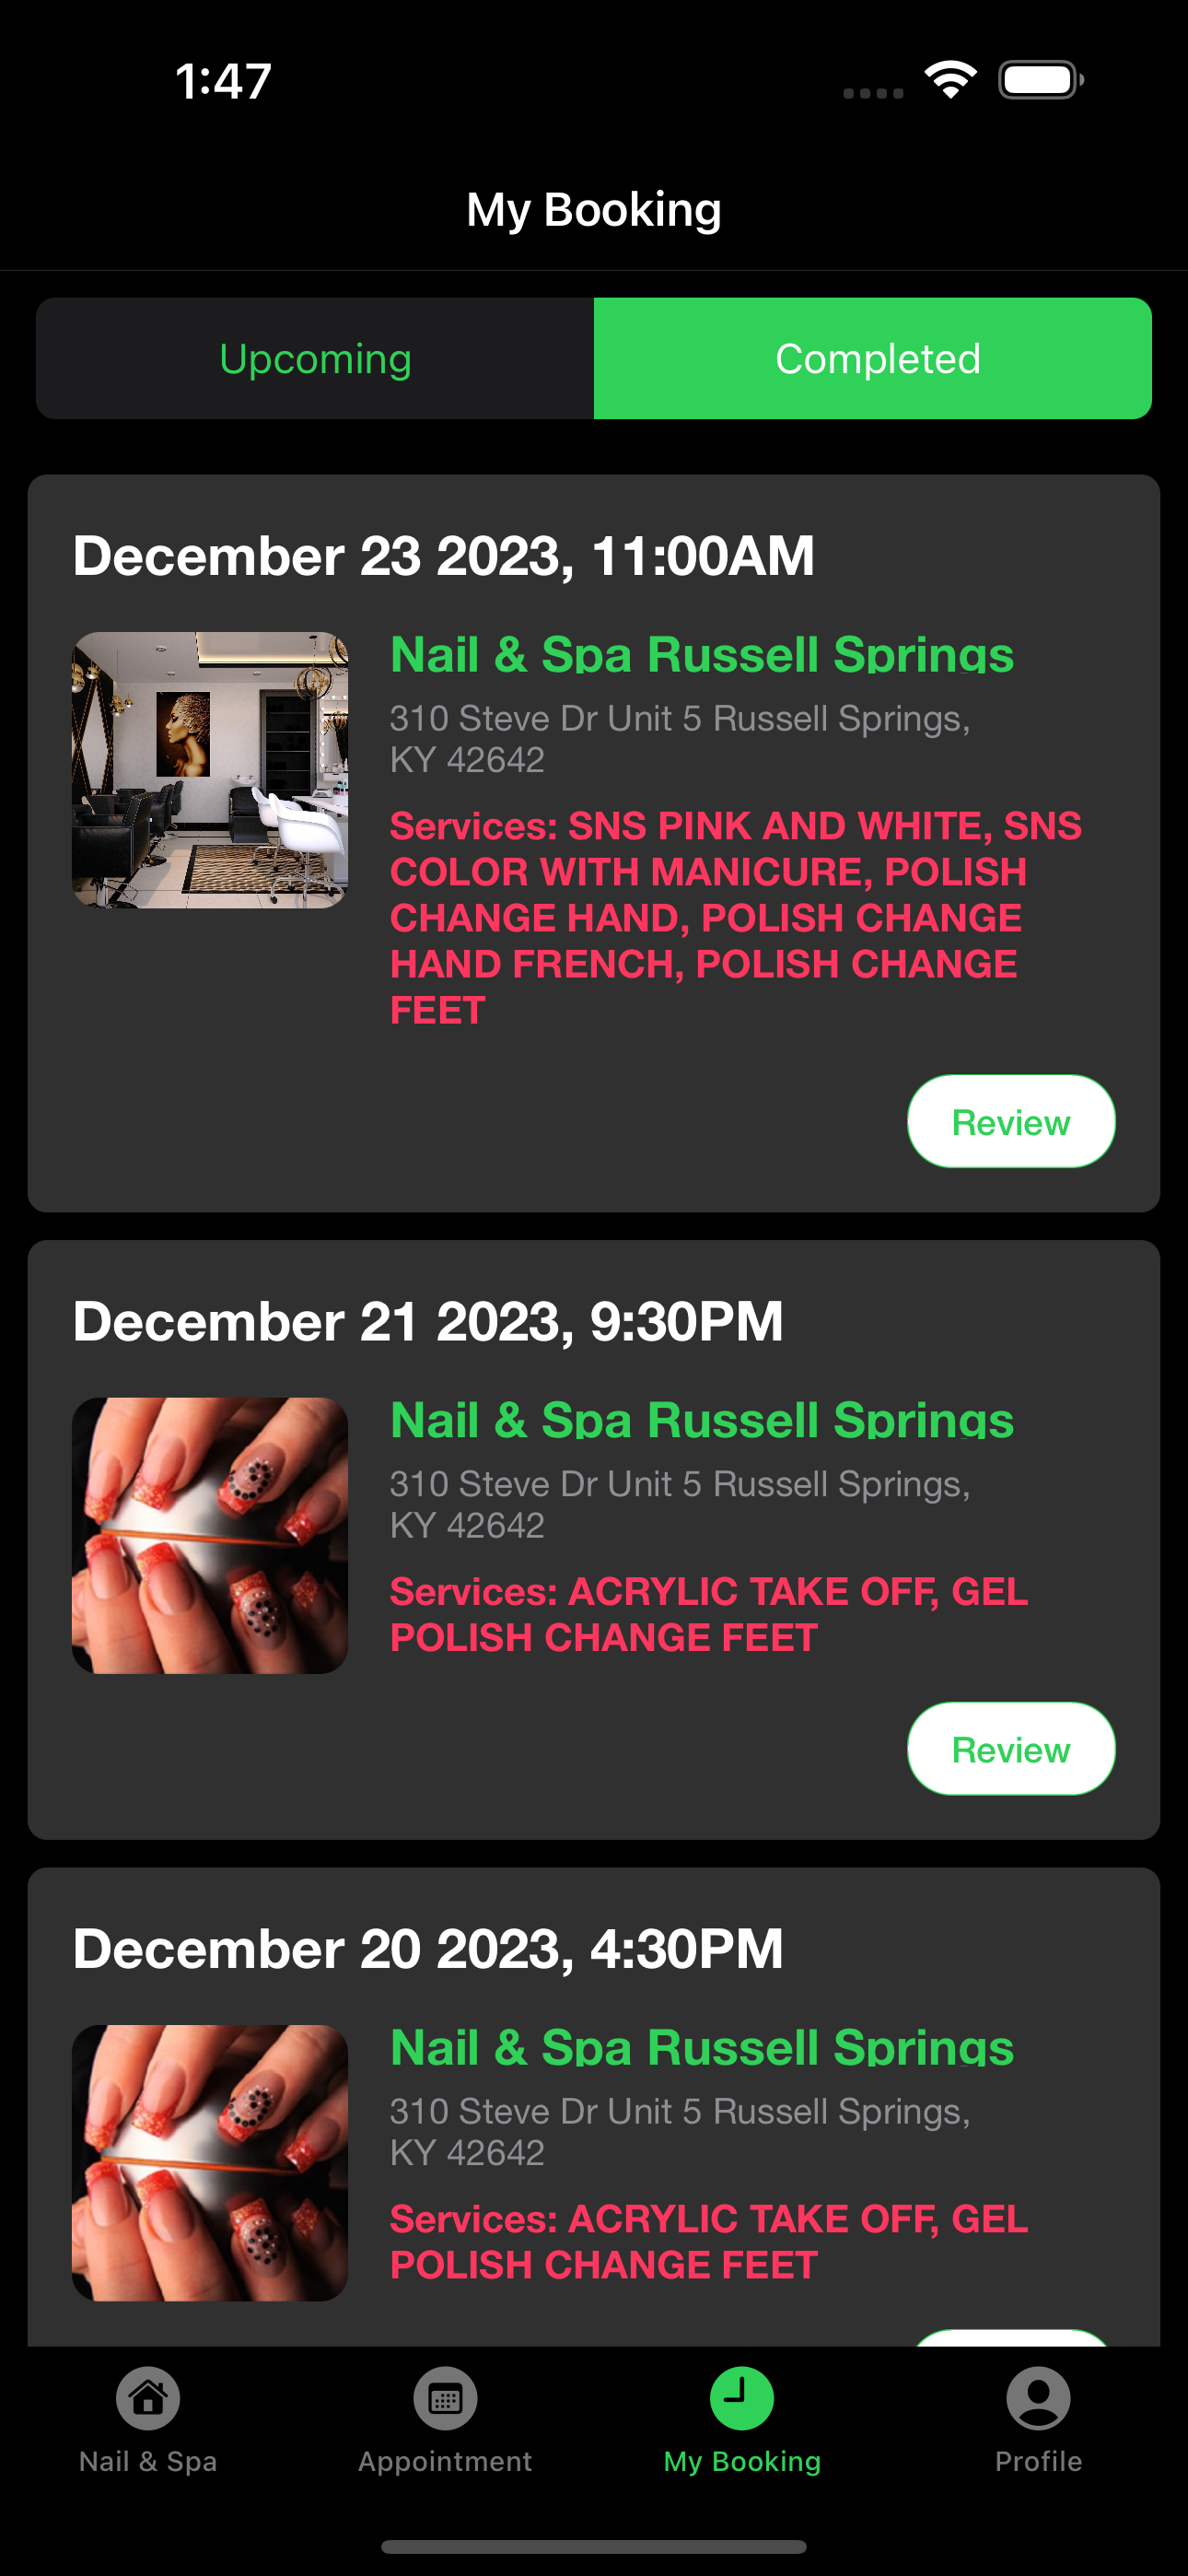 1:47
My Booking
Upcoming
Completed
December 23 2023, 11:00AM
Nail & Spa Russell Springs
310 Steve Dr Unit 5 Russell Springs,
KY 42642
Services: SNS PINK AND WHITE, SNS
COLOR WITH MANICURE, POLISH
CHANGE HAND, POLISH CHANGE
HAND FRENCH, POLISH CHANGE
FEET
Review
December 21 2023, 9:30PM
Nail & Spa Russell Springs
310 Steve Dr Unit 5 Russell Springs,
KY 42642
Services: ACRYLIC TAKE OFF, GEL
POLISH CHANGE FEET
Review
December 20 2023, 4:30PM
Nail & Spa Russell Springs
310 Steve Dr Unit 5 Russell Springs,
KY 42642
Services: ACRYLIC TAKE OFF, GEL
POLISH CHANGE FEET
Nail & Spa
Appointment
My Booking
Profile